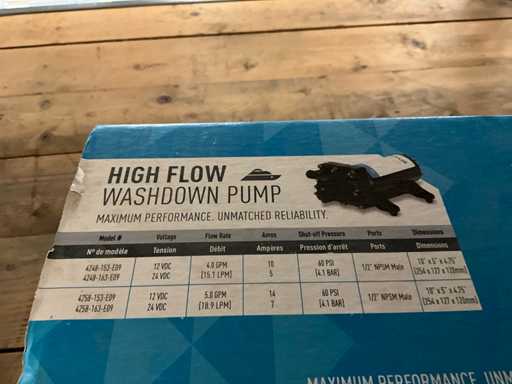 HIGH FLOW
WASHDOWN PUMP
MAXIMUM PERFORMANCE. UNMATCHED RELIABILITY.
Model # Voltage Flow Rate Amps Shut-off Pressure Ports Dimensions
Nº de modèle Tension Débit Ampères Pression d'arrêt Ports Dimensions
4248-153-E09 12 VDC 4.0 GPM 10 60 PSI 1/2" NPSM Male 10" x 5" x 4.75"
4248-163-E09 24 VDC [15.1 LPM] 5 [4.1 BAR] (254 x 127 x 120mm)
4258-153-E09 12 VDC 5.0 GPM 14 60 PSI 1/2" NPSM Male 10" x 5" x 4.75"
4258-163-E09 24 VDC [18.9 LPM] 7 [4.1 BAR] (254 x 127 x 120mm)
MAXIMUM PERFORMANCE. UNM